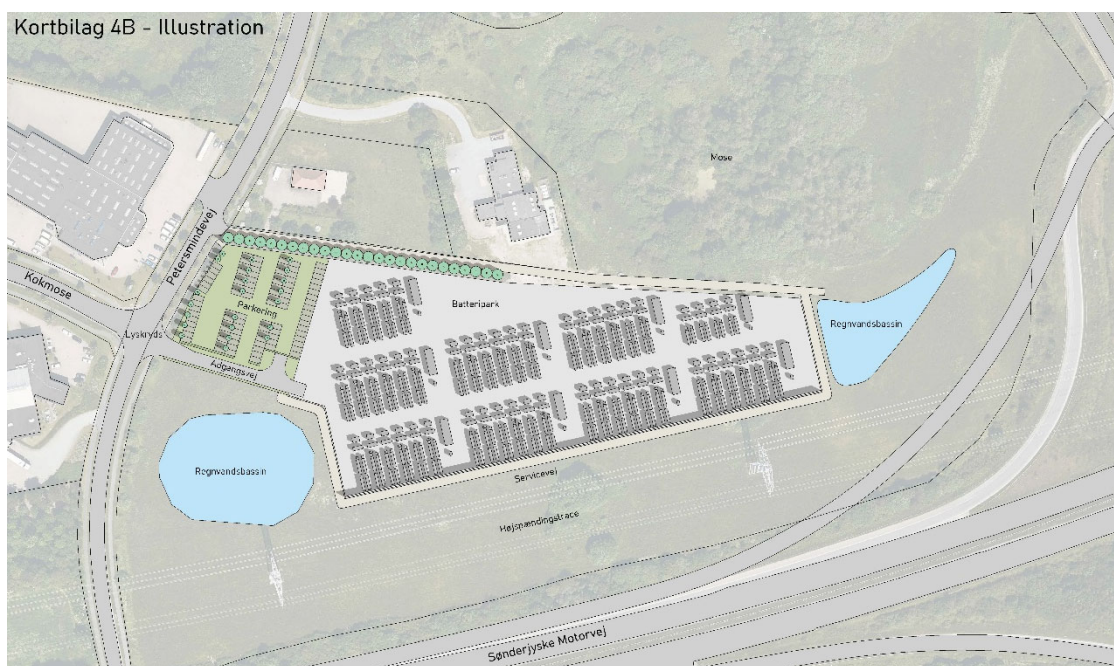 Kortbilag 4B - Illustration
Mose
Petersmindevej
Kokmose
Parkering
Batteripark
Lyskryds
Regnvandsbassin
Adgangsvej
Regnvandsbassin
Servicevej
Højspændingstrace
Sønderjyske Motorvej